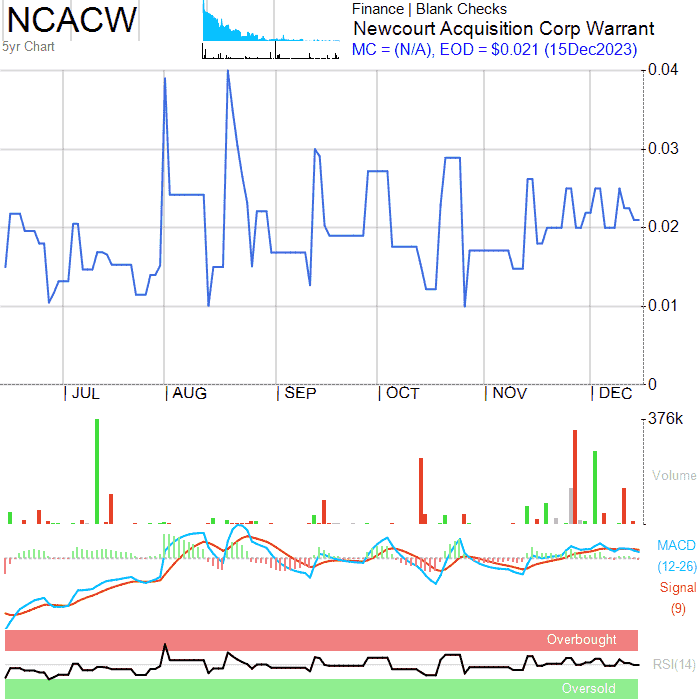 NCACW
5yr Chart
Finance | Blank Checks
Newcourt Acquisition Corp Warrant
MC = (N/A), EOD = $0.021 (15Dec2023)
0.04
0.03
0.02
0.01
0
| JUL | AUG | SEP | OCT | NOV | DEC
376k
Volume
MACD
(12-26)
Signal
(9)
Overbought
RSI(14)
Oversold